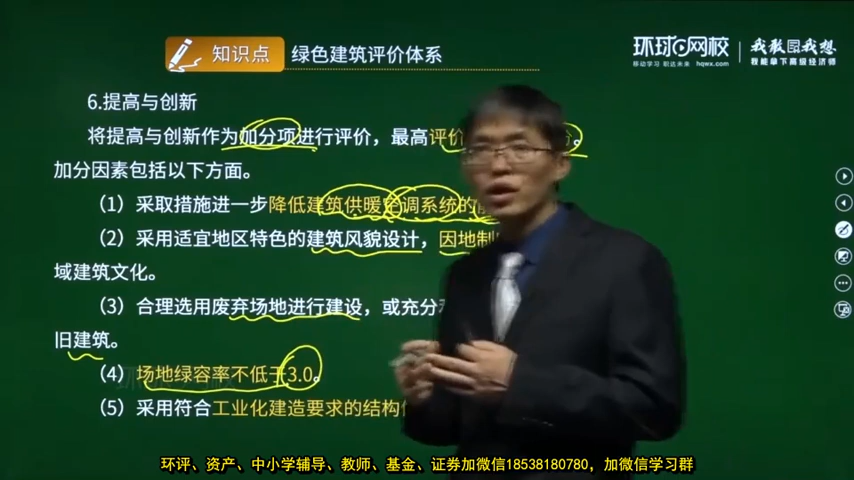 知识点 绿色建筑评价体系
环球网校 我敢既我想
移动学习 职达未来 hqwx.com 我能拿下高级经济师
6.提高与创新
将提高与创新作为加分项进行评价，最高评价
加分因素包括以下方面。
（1）采取措施进一步降低建筑供暖空调系统的
（2）采用适宜地区特色的建筑风貌设计，因地制
域建筑文化。
（3）合理选用废弃场地进行建设，或充分
旧建筑。
（4）场地绿容率不低于3.0。
（5）采用符合工业化建造要求的结构
环评、资产、中小学辅导、教师、基金、证券加微信18538180780，加微信学习群